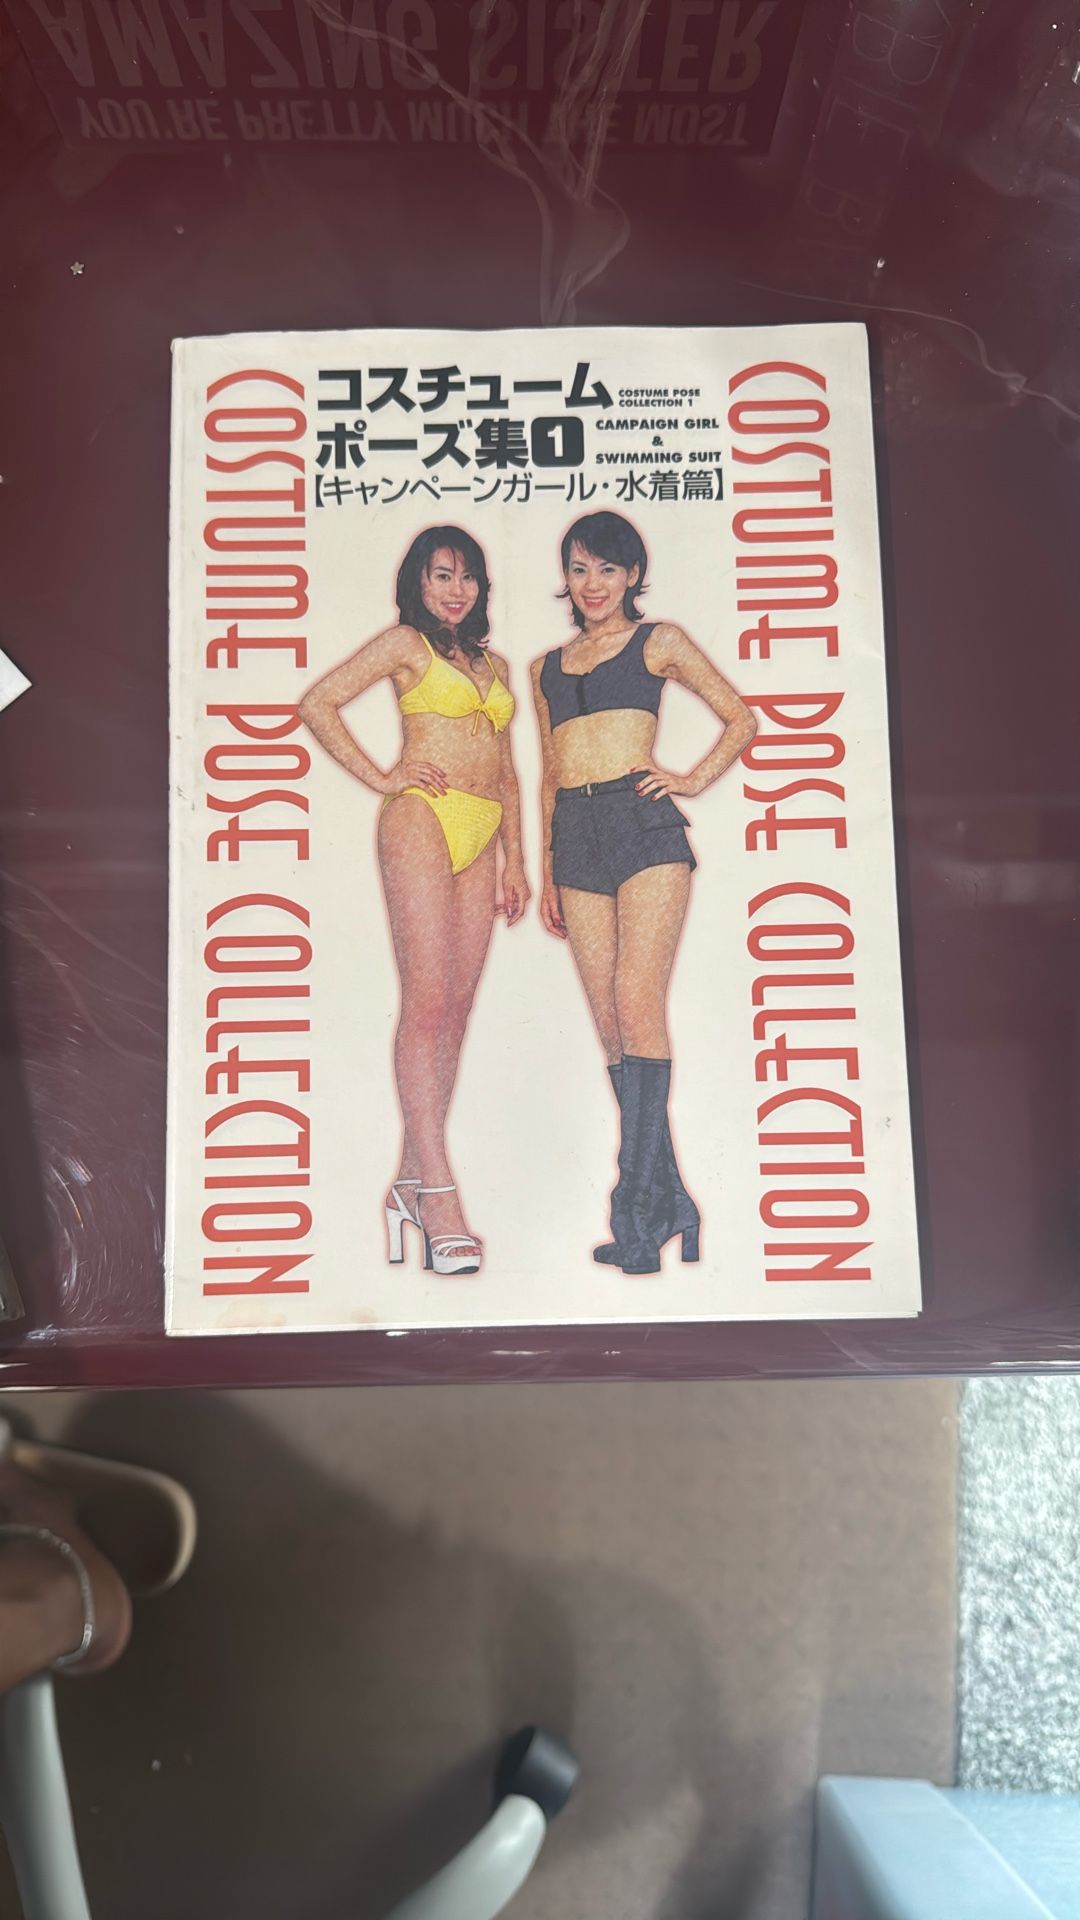 AMAZING SISTER
YOU'RE PRETTY MUCH THE MOST
コスチューム
COSTUME POSE
COLLECTION 1
ポーズ集1
CAMPAIGN GIRL
&
SWIMMING SUIT
【キャンペーンガール・水着篇】
COSTUME POSE COLLECTION
COSTUME POSE COLLECTION